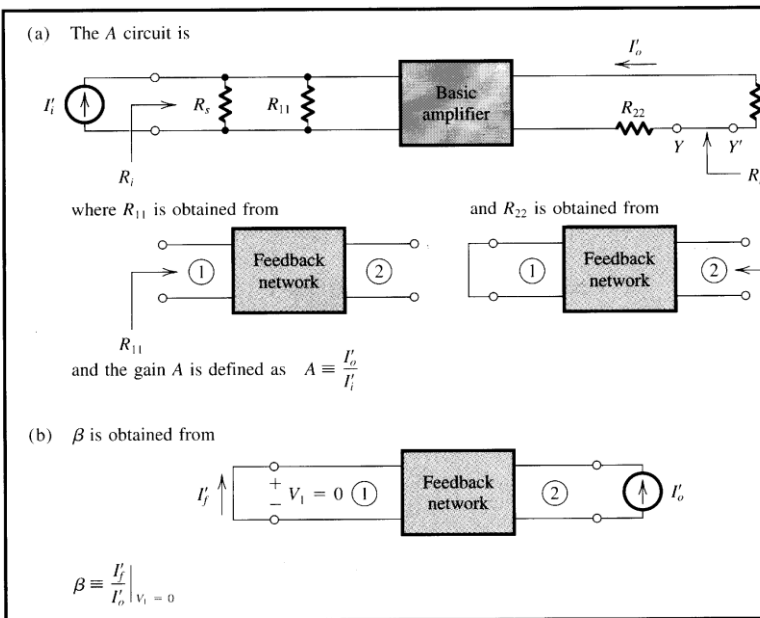 (a) The A circuit is
I'o
I'i
Rs
R11
Basic
amplifier
R22
Y
Y'
Ri
R
where R11 is obtained from
and R22 is obtained from
1
Feedback
network
2
1
Feedback
network
2
R11
and the gain A is defined as A ≡ I'o / I'i
(b) β is obtained from
I'f
+
−
V1 = 0
1
Feedback
network
2
I'o
β ≡ I'f / I'o | V1 = 0